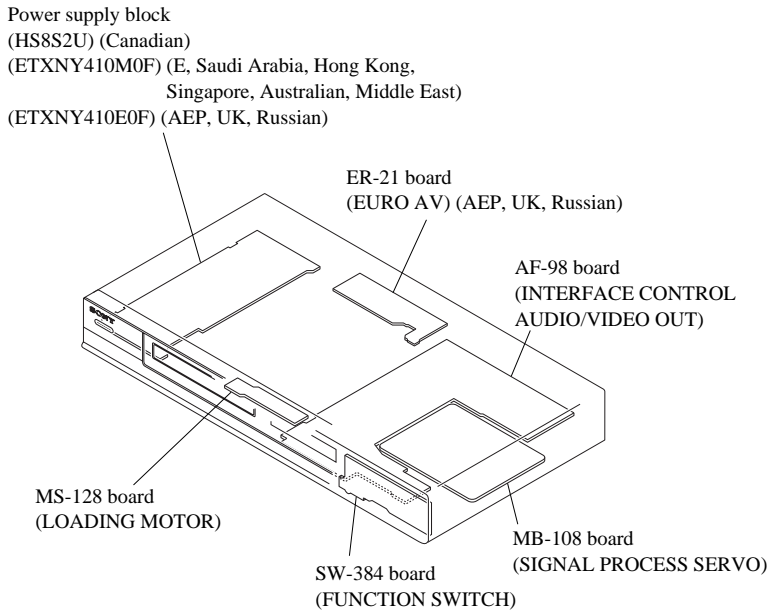 Power supply block
(HS8S2U) (Canadian)
(ETXNY410M0F) (E, Saudi Arabia, Hong Kong,
Singapore, Australian, Middle East)
(ETXNY410E0F) (AEP, UK, Russian)
ER-21 board
(EURO AV) (AEP, UK, Russian)
AF-98 board
(INTERFACE CONTROL
AUDIO/VIDEO OUT)
SONY
MS-128 board
(LOADING MOTOR)
MB-108 board
(SIGNAL PROCESS SERVO)
SW-384 board
(FUNCTION SWITCH)